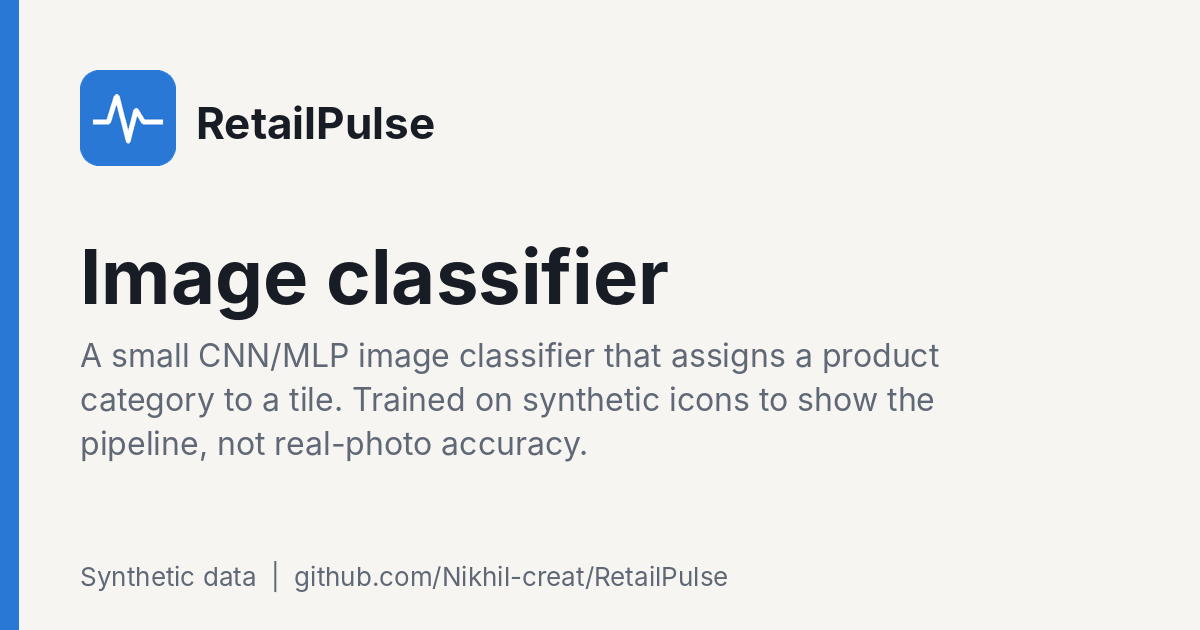 RetailPulse
Image classifier
A small CNN/MLP image classifier that assigns a product
category to a tile. Trained on synthetic icons to show the
pipeline, not real-photo accuracy.
Synthetic data | github.com/Nikhil-creat/RetailPulse